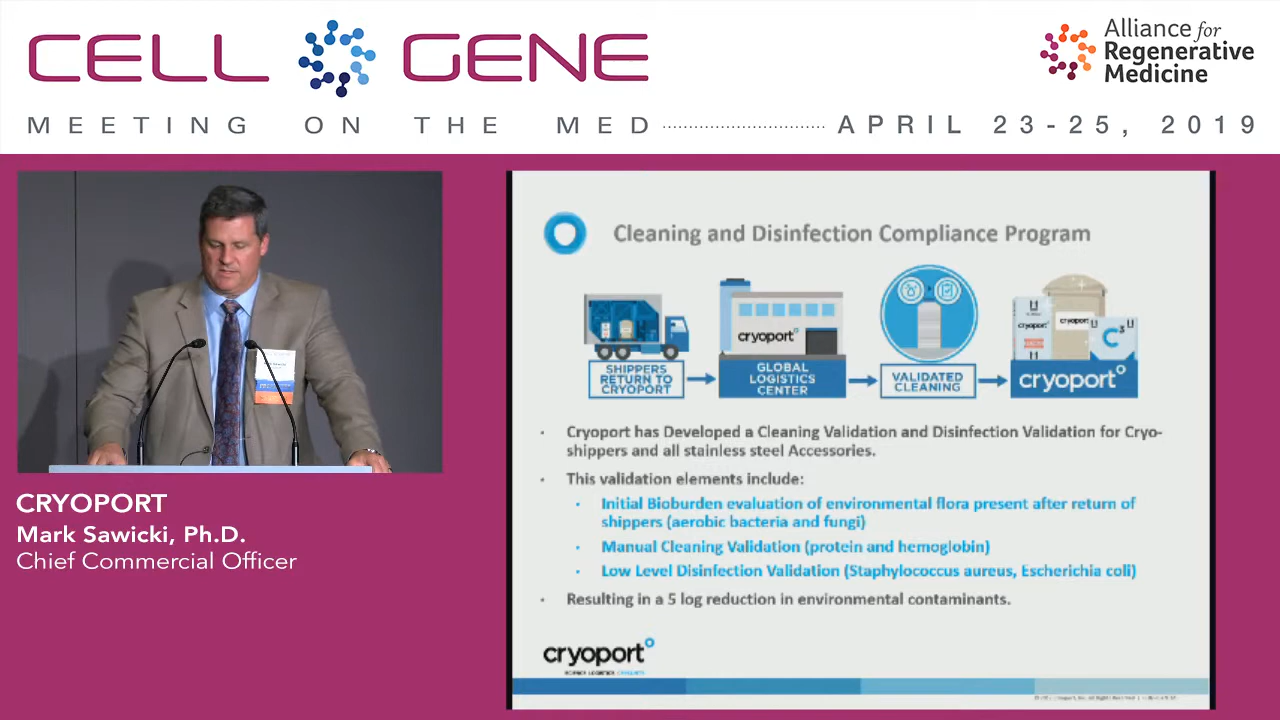 CELL GENE
MEETING ON THE MED
APRIL 23-25, 2019
Alliance for
Regenerative
Medicine
CRYOPORT
Mark Sawicki, Ph.D.
Chief Commercial Officer
Cleaning and Disinfection Compliance Program
SHIPPERS
RETURN TO
CRYOPORT
cryoport
GLOBAL
LOGISTICS
CENTER
VALIDATED
CLEANING
cryoport
cryoport
C3
cryoport
· Cryoport has Developed a Cleaning Validation and Disinfection Validation for Cryo-
shippers and all stainless steel Accessories.
· This validation elements include:
· Initial Bioburden evaluation of environmental flora present after return of
shippers (aerobic bacteria and fungi)
· Manual Cleaning Validation (protein and hemoglobin)
· Low Level Disinfection Validation (Staphylococcus aureus, Escherichia coli)
· Resulting in a 5 log reduction in environmental contaminants.
cryoport
SCIENCE LOGISTICS